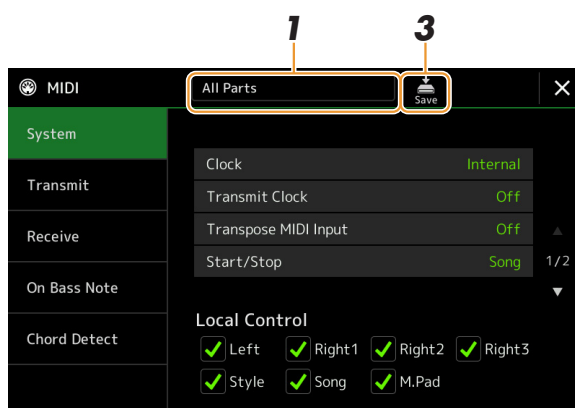 1 3
MIDI All Parts Save
System
Clock Internal
Transmit Transmit Clock Off
Receive Transpose MIDI Input Off
Start/Stop Song 1/2
On Bass Note
Local Control
Chord Detect Left Right1 Right2 Right3
Style Song M.Pad